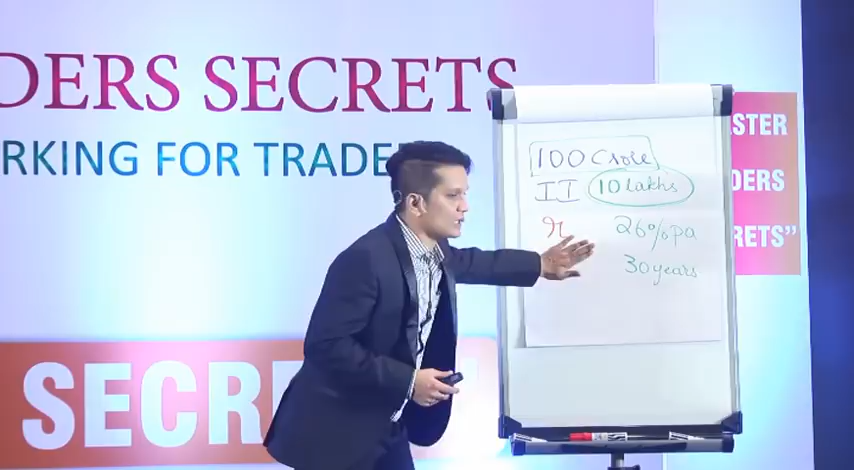 DERS SECRETS
RKING FOR TRADE
100 Crore
II 10 Lakhs
r 26% pa
30 years
STER
DERS
RETS"
SECR